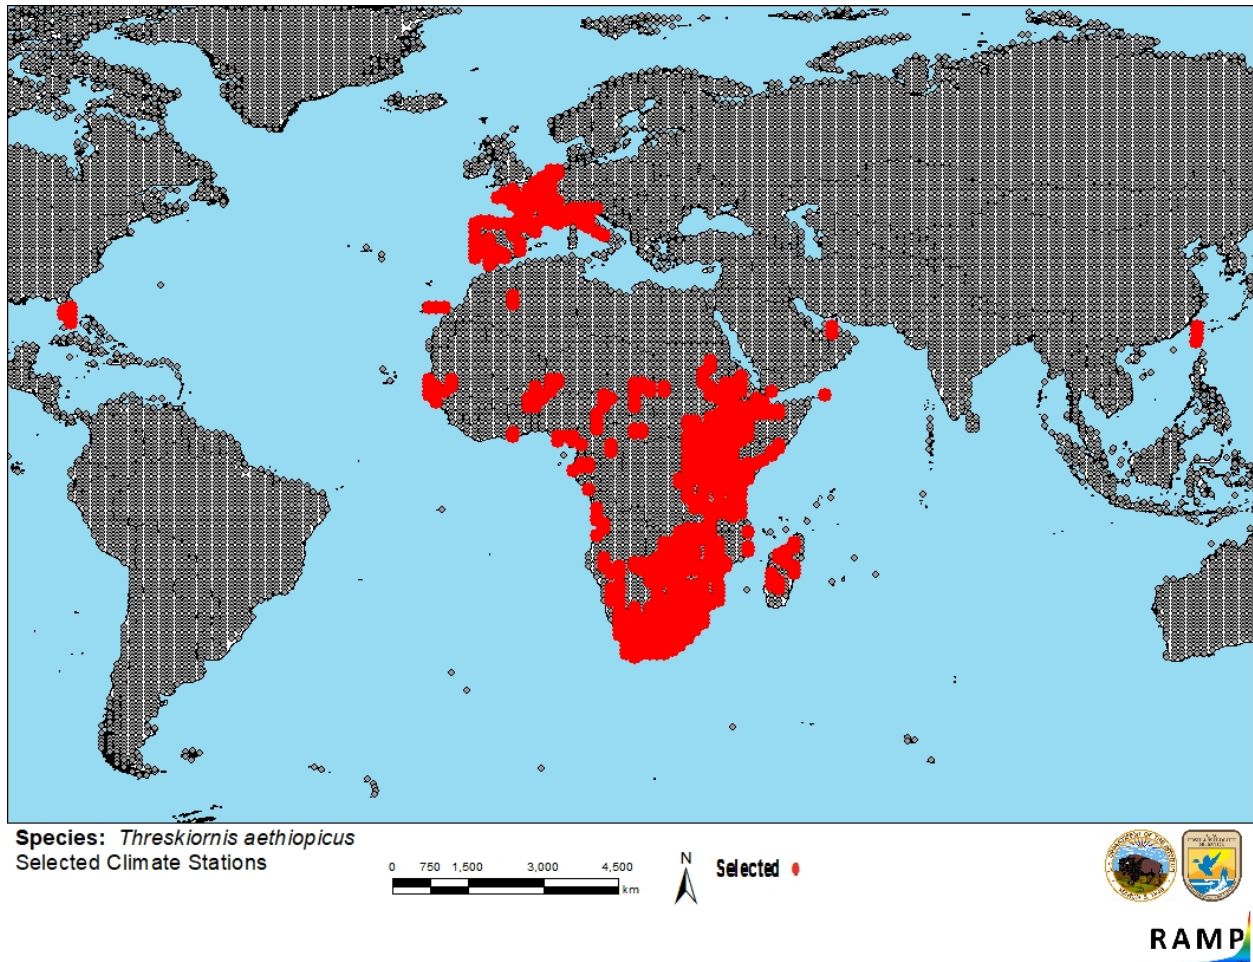 Species: Threskiornis aethiopicus
Selected Climate Stations
0 750 1,500 3,000 4,500
km
N
Selected
RAMP